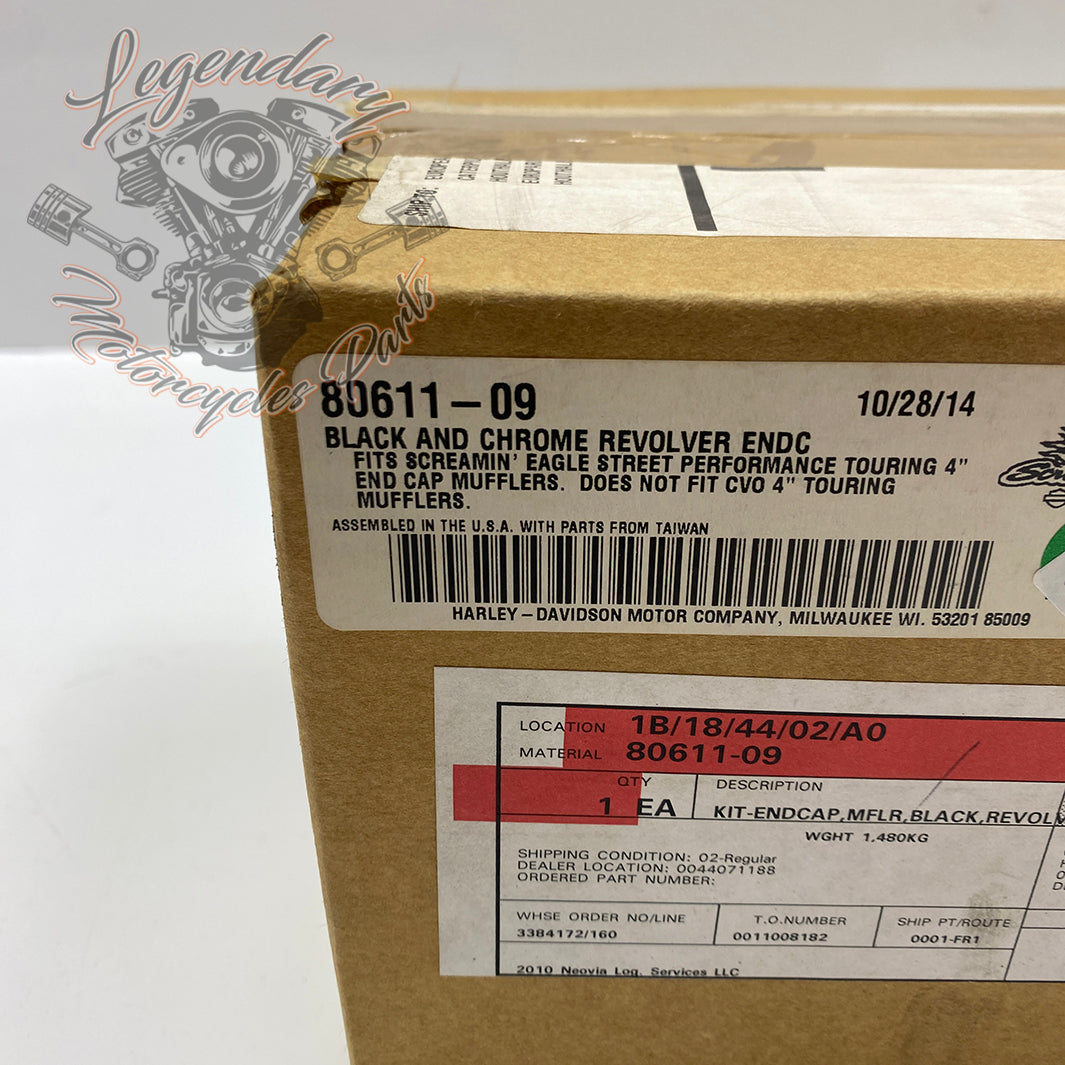 Legendary
Motorcycles Parts
SHIP TO:
80611-09
10/28/14
BLACK AND CHROME REVOLVER ENDC
FITS SCREAMIN' EAGLE STREET PERFORMANCE TOURING 4"
END CAP MUFFLERS. DOES NOT FIT CVO 4" TOURING
MUFFLERS.
ASSEMBLED IN THE U.S.A. WITH PARTS FROM TAIWAN
HARLEY-DAVIDSON MOTOR COMPANY, MILWAUKEE WI. 53201 85009
LOCATION 1B/18/44/02/A0
MATERIAL 80611-09
QTY
DESCRIPTION
1 EA
KIT-ENDCAP,MFLR,BLACK,REVOLV
WGHT 1,480KG
SHIPPING CONDITION: 02-Regular
DEALER LOCATION: 0044071188
ORDERED PART NUMBER:
WHSE ORDER NO/LINE
T.O.NUMBER
SHIP PT/ROUTE
3384172/160
0011008182
0001-FR1
2010 Neovia Log. Services LLC